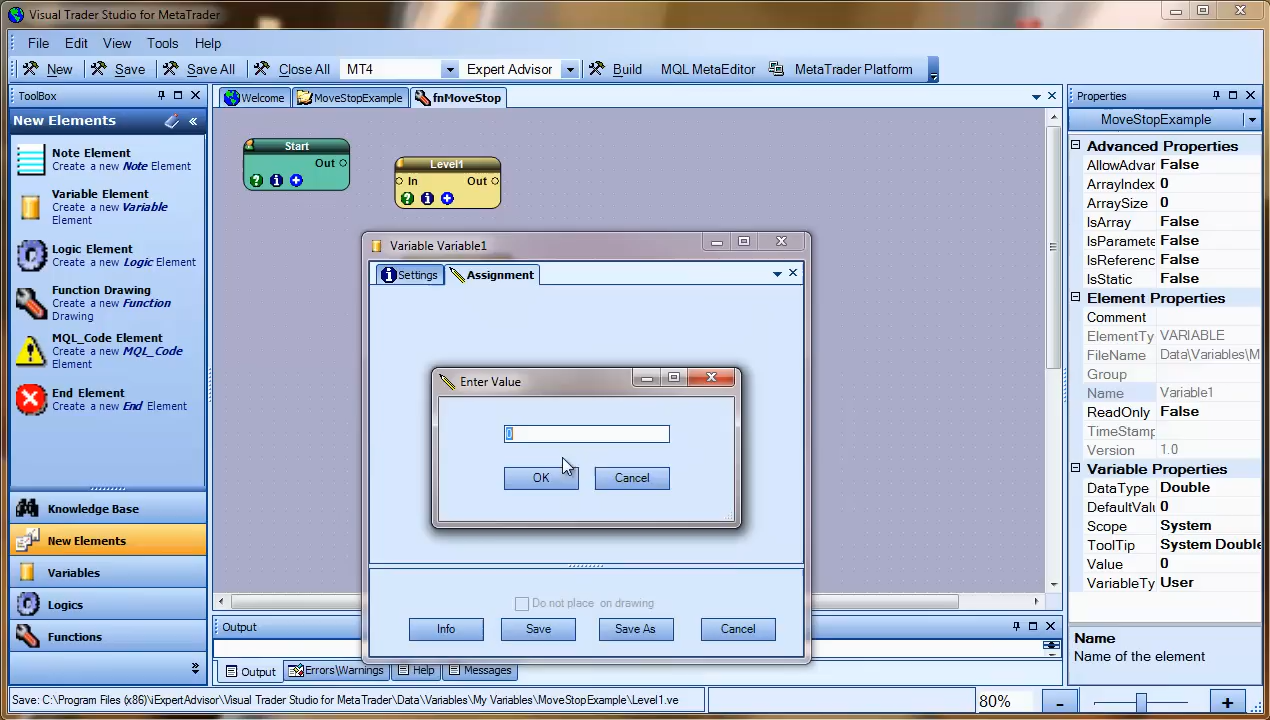 Visual Trader Studio for MetaTrader
File Edit View Tools Help
New Save Save All Close All MT4 Expert Advisor Build MQL MetaEditor MetaTrader Platform
ToolBox
New Elements
Note Element
Create a new Note Element
Variable Element
Create a new Variable
Element
Logic Element
Create a new Logic Element
Function Drawing
Create a new Function
Drawing
MQL_Code Element
Create a new MQL_Code
Element
End Element
Create a new End Element
Knowledge Base
New Elements
Variables
Logics
Functions
Welcome MoveStopExample fnMoveStop
Start
Out
Level1
In Out
Variable Variable1
Settings Assignment
Enter Value
0
OK Cancel
Do not place on drawing
Info Save Save As Cancel
Output
Output Errors\Warnings Help Messages
Properties
MoveStopExample
Advanced Properties
AllowAdvar False
ArrayIndex 0
ArraySize 0
IsArray False
IsParamete False
IsReferenc False
IsStatic False
Element Properties
Comment
ElementTy VARIABLE
FileName Data\Variables\M
Group
Name Variable1
ReadOnly False
TimeStamp
Version 1.0
Variable Properties
DataType Double
DefaultValu 0
Scope System
ToolTip System Double
Value 0
VariableTy User
Name
Name of the element
Save: C:\Program Files (x86)\iExpertAdvisor\Visual Trader Studio for MetaTrader\Data\Variables\My Variables\MoveStopExample\Level1.ve
80%